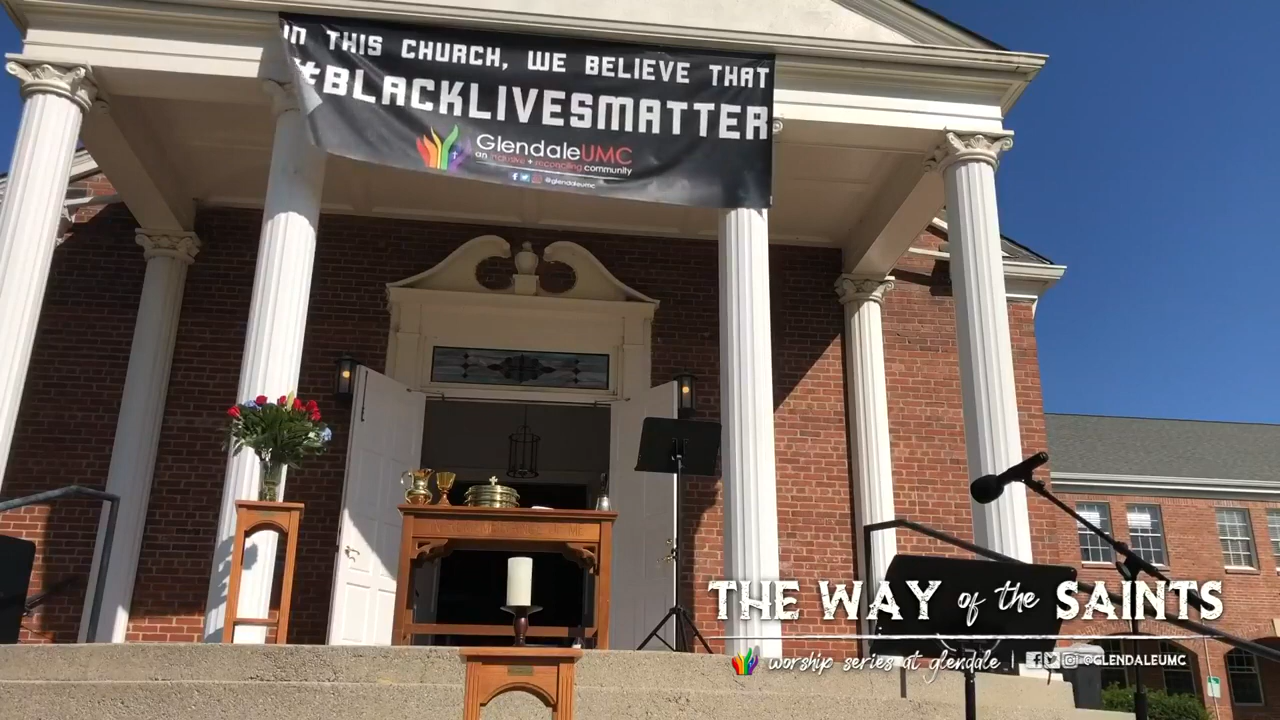 IN THIS CHURCH, WE BELIEVE THAT
#BLACKLIVESMATTER
GlendaleUMC
an inclusive + reconciling community
@glendaleumc
THE WAY of the SAINTS
worship series at glendale | @GLENDALEUMC